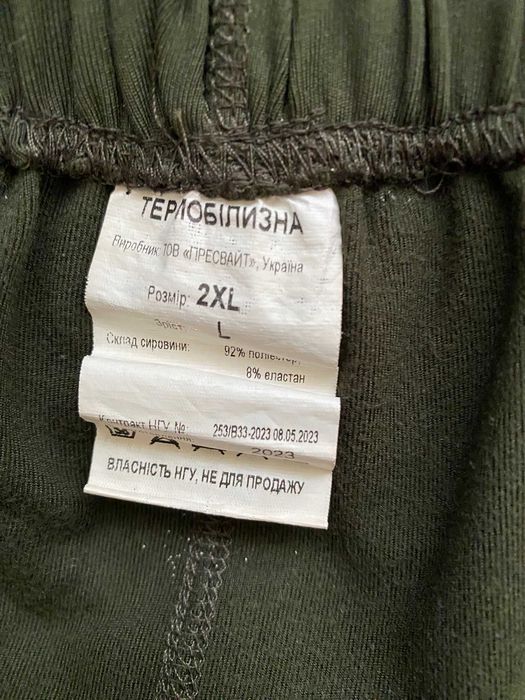 ТЕРМОБІЛИЗНА
Виробник ТОВ «ПРЕСВАЙТ», Україна
Розмір: 2XL
Зріст: L
Склад сировини: 92% поліестер,
8% еластан
Контракт НГУ № 253/ВЗЗ-2023 08.05.2023
2023
ВЛАСНІСТЬ НГУ, НЕ ДЛЯ ПРОДАЖУ